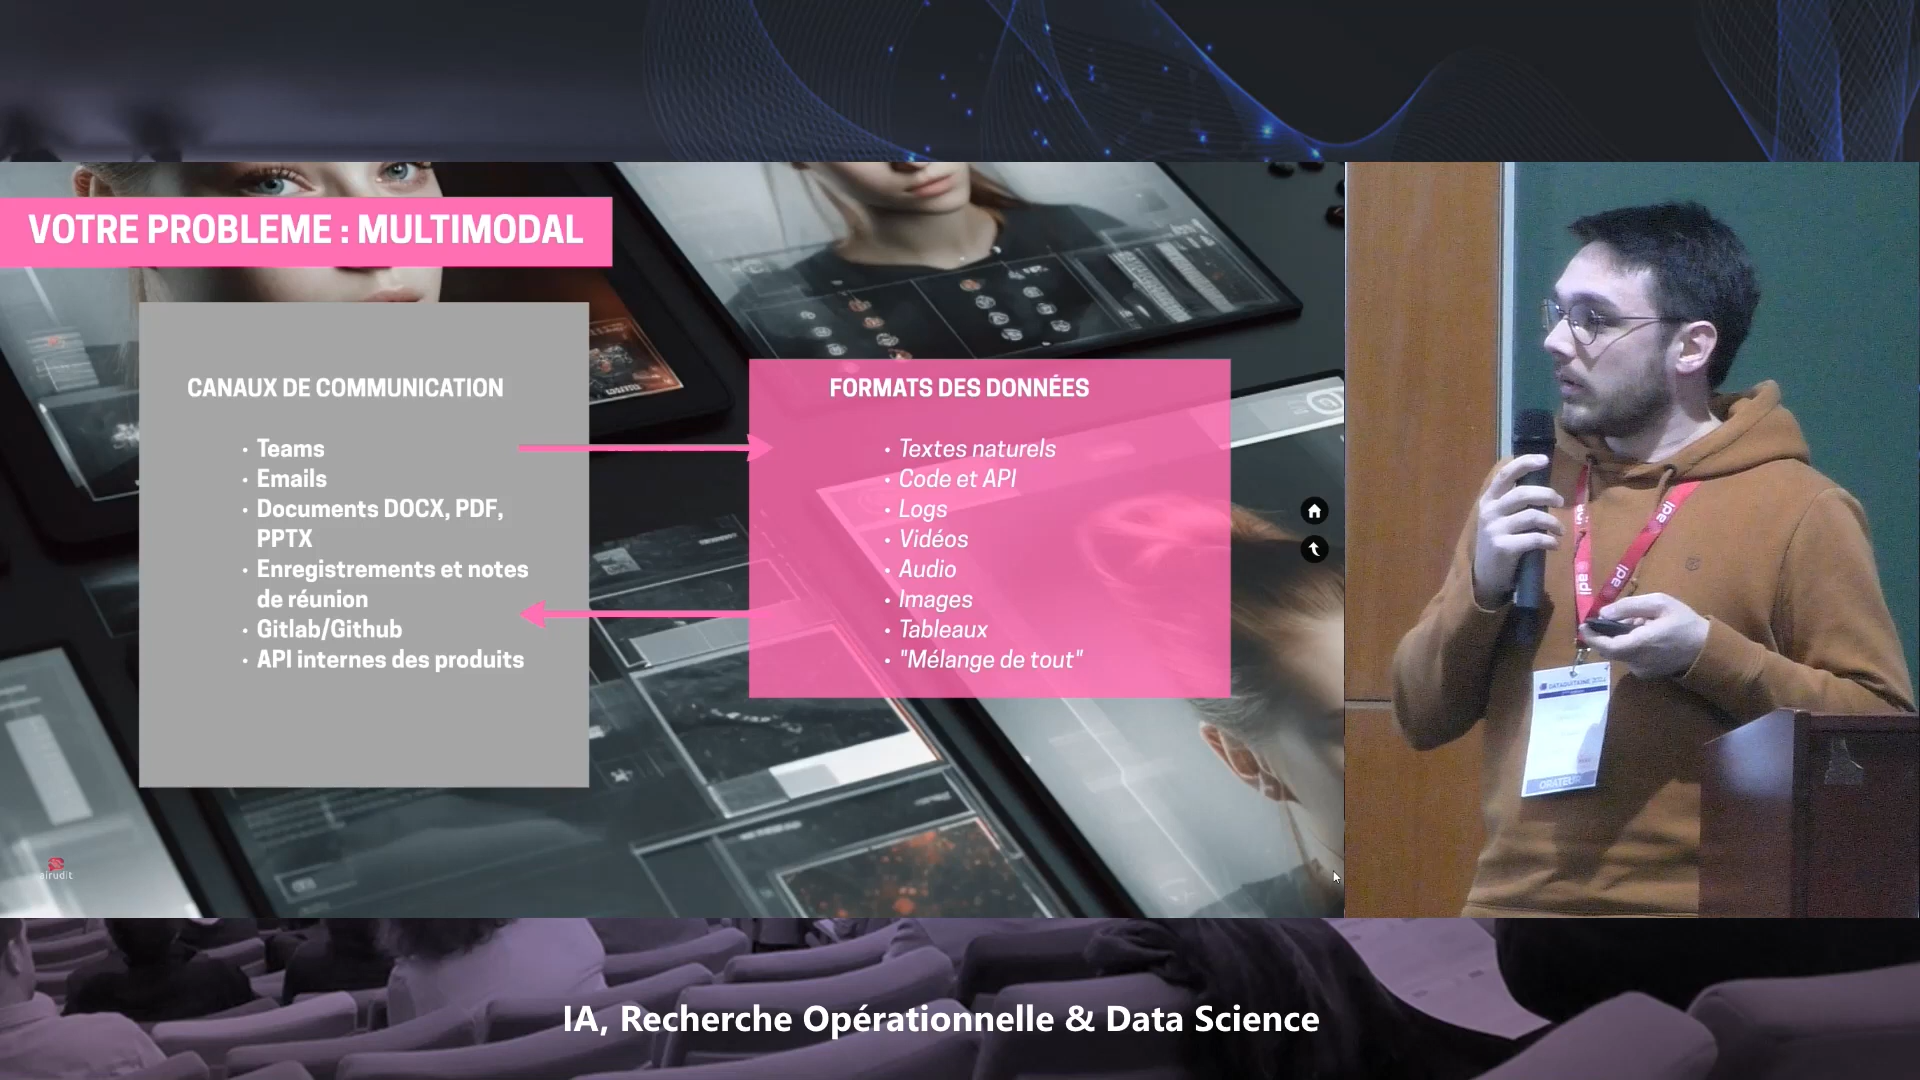 VOTRE PROBLEME : MULTIMODAL
CANAUX DE COMMUNICATION
• Teams
• Emails
• Documents DOCX, PDF,
PPTX
• Enregistrements et notes
de réunion
• Gitlab/Github
• API internes des produits
FORMATS DES DONNÉES
• Textes naturels
• Code et API
• Logs
• Vidéos
• Audio
• Images
• Tableaux
• "Mélange de tout"
airudit
adi
adi
adi
ORATEUR
IA, Recherche Opérationnelle & Data Science